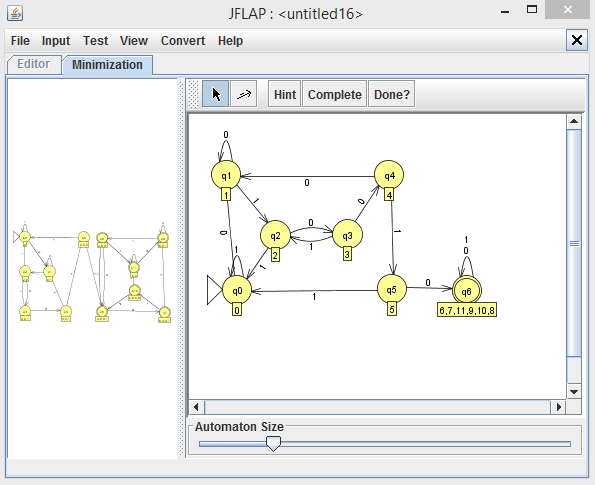 JFLAP : <untitled16>
File Input Test View Convert Help
Editor Minimization
Hint Complete Done?
0
q1
1
0
q4
4
1
0
0
q2
2
0
1
q3
3
0
1
1
1
q0
0
1
q5
5
0
1
0
q6
6,7,11,9,10,8
Automaton Size